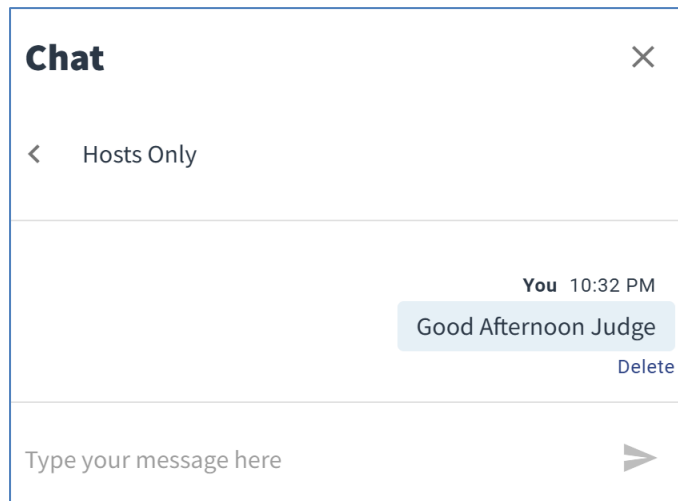 Chat
Hosts Only
You 10:32 PM
Good Afternoon Judge
Delete
Type your message here